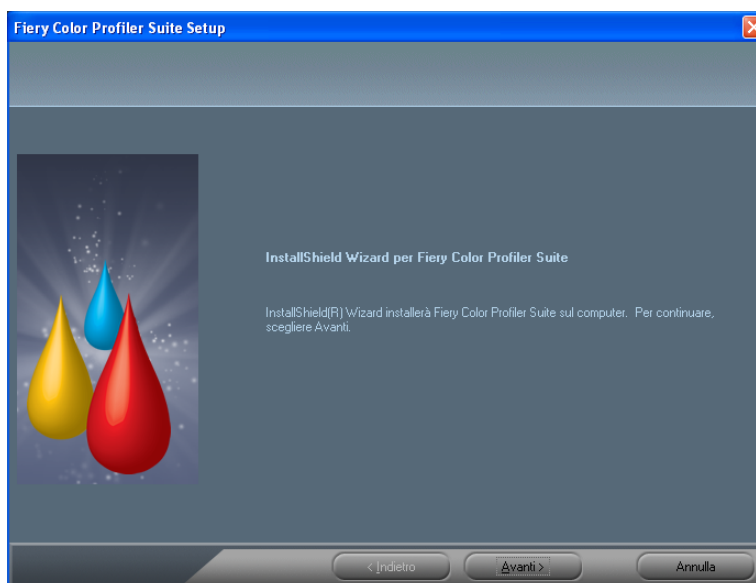 Fiery Color Profiler Suite Setup
InstallShield Wizard per Fiery Color Profiler Suite
InstallShield(R) Wizard installerà Fiery Color Profiler Suite sul computer. Per continuare,
scegliere Avanti.
< Indietro
Avanti >
Annulla